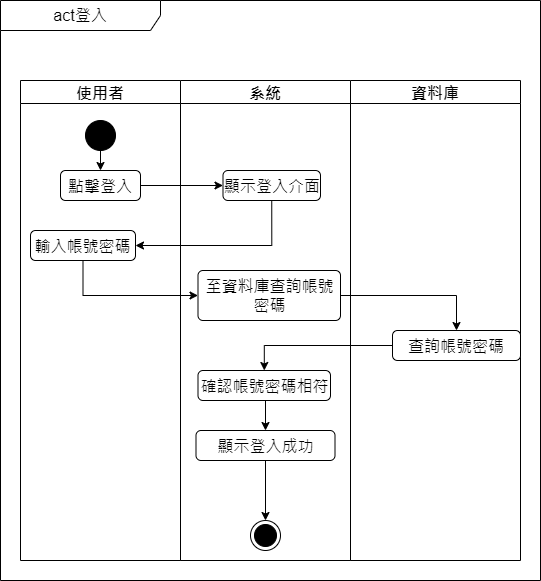 act登入
使用者
系統
資料庫
點擊登入
顯示登入介面
輸入帳號密碼
至資料庫查詢帳號
密碼
查詢帳號密碼
確認帳號密碼相符
顯示登入成功